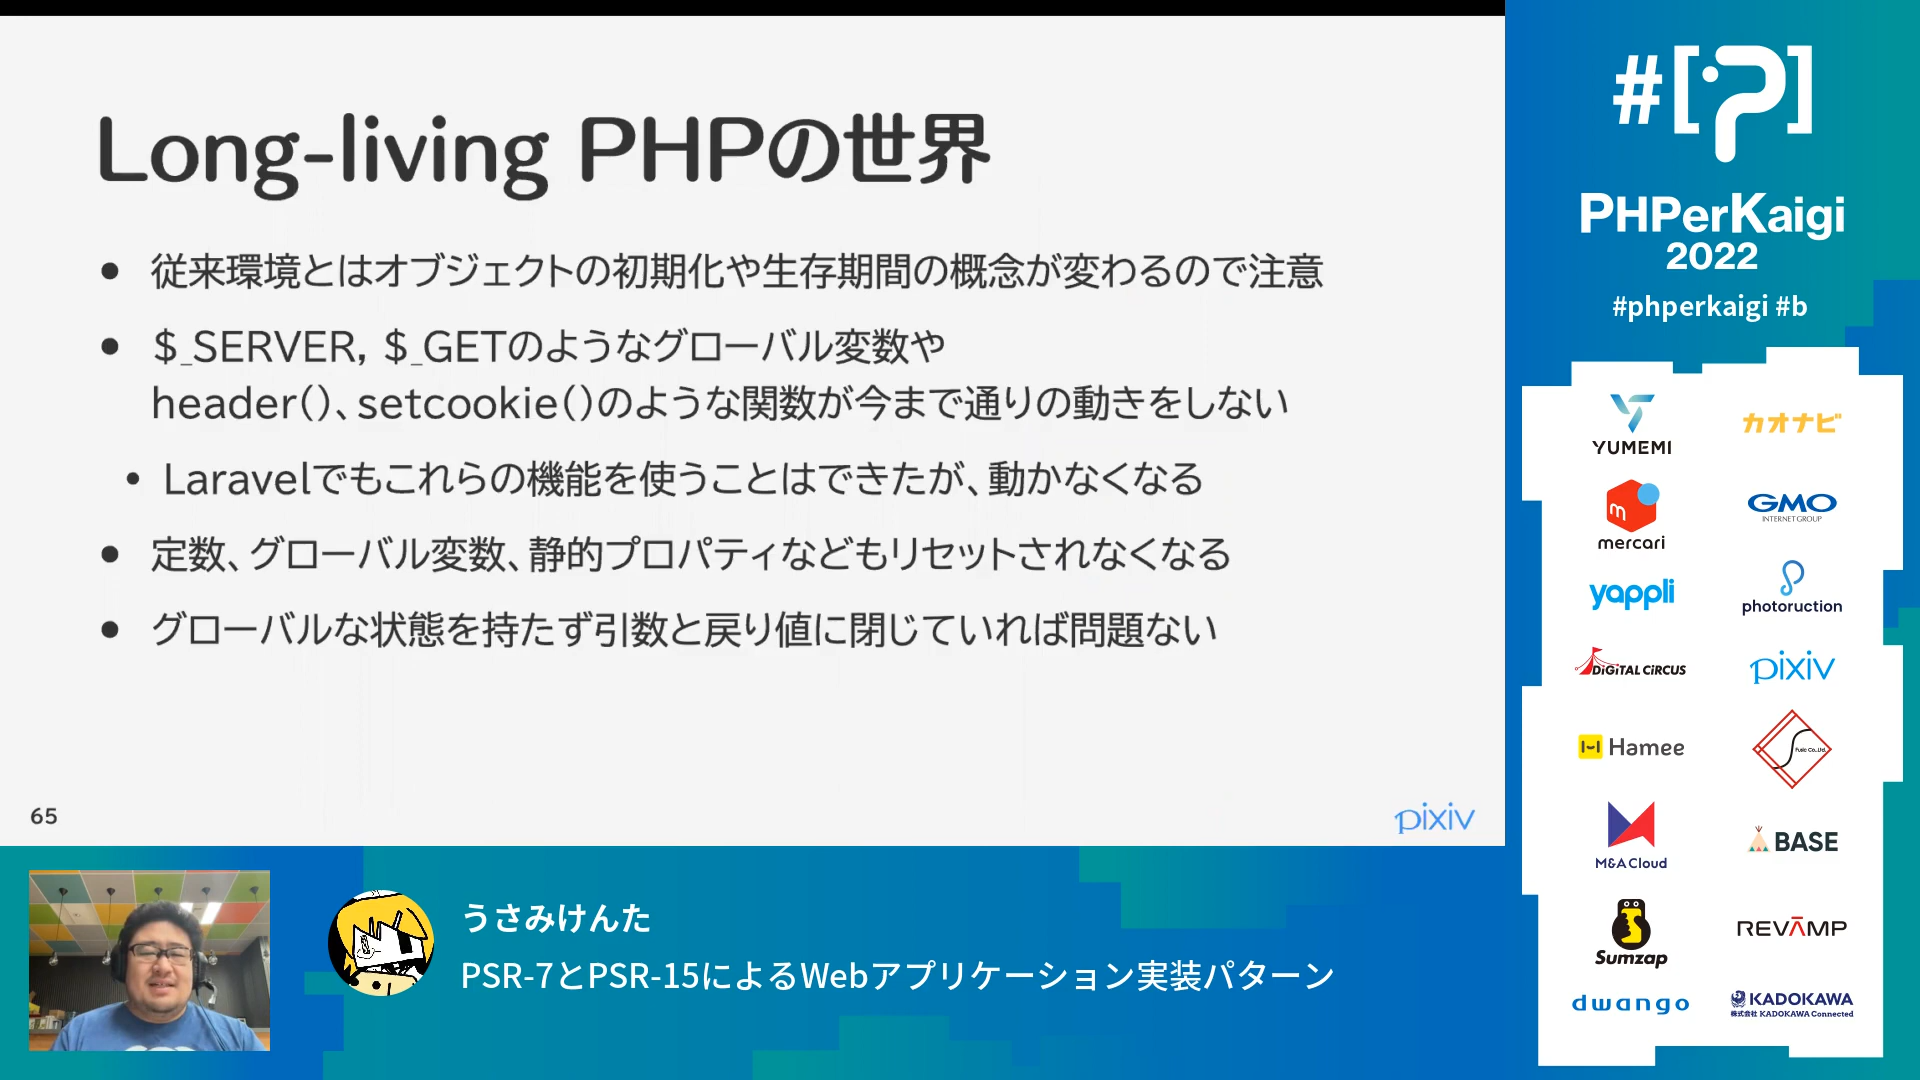 Long-living PHPの世界
• 従来環境とはオブジェクトの初期化や生存期間の概念が変わるので注意
• $_SERVER, $_GETのようなグローバル変数や
header()、setcookie()のような関数が今まで通りの動きをしない
• Laravelでもこれらの機能を使うことはできたが、動かなくなる
• 定数、グローバル変数、静的プロパティなどもリセットされなくなる
• グローバルな状態を持たず引数と戻り値に閉じていれば問題ない
65
pixiv
うさみけんた
PSR-7とPSR-15によるWebアプリケーション実装パターン
#[P]
PHPerKaigi
2022
#phperkaigi #b
YUMEMI
カオナビ
mercari
GMO
INTERNET GROUP
yappli
photoruction
DIGITAL CIRCUS
pixiv
Hamee
Fusic Co.,Ltd.
M&A Cloud
BASE
Sumzap
REVAMP
dwango
KADOKAWA
株式会社 KADOKAWA Connected